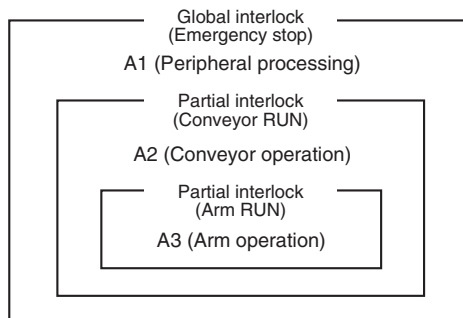 Global interlock
(Emergency stop)
A1 (Peripheral processing)
Partial interlock
(Conveyor RUN)
A2 (Conveyor operation)
Partial interlock
(Arm RUN)
A3 (Arm operation)